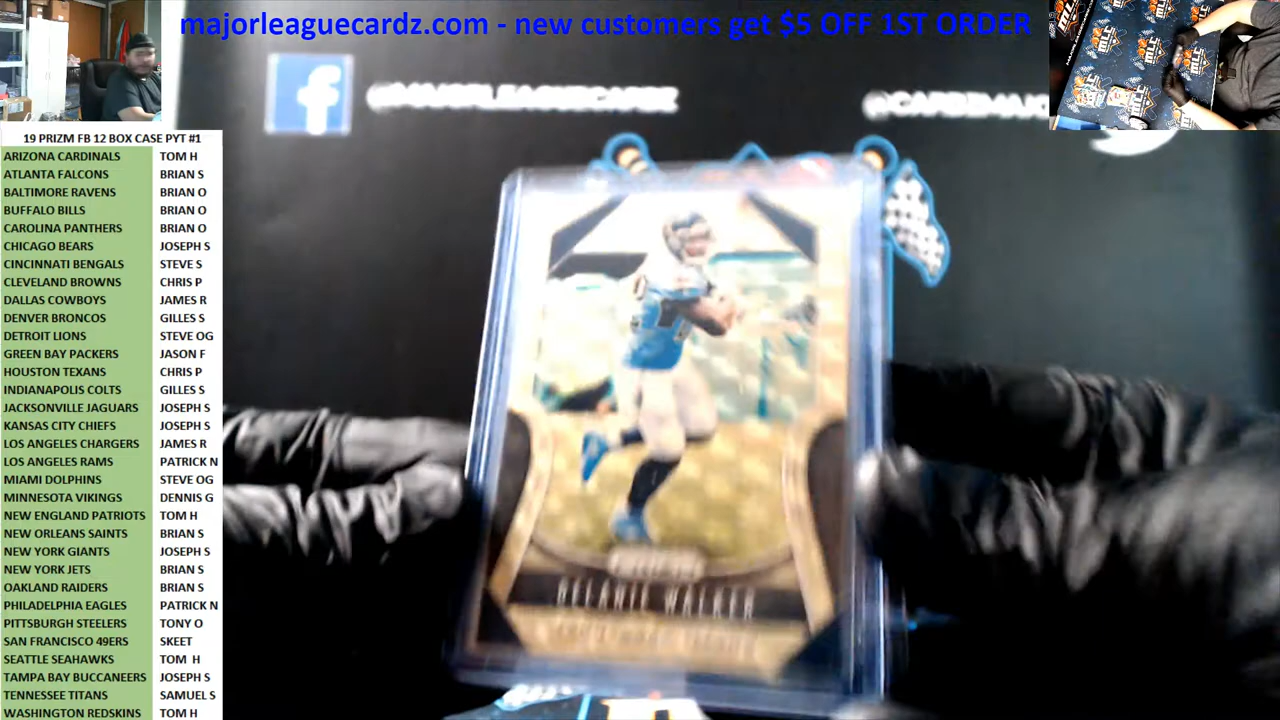 majorleaguecardz.com - new customers get $5 OFF 1ST ORDER
@MAJORLEAGUECARDZ
19 PRIZM FB 12 BOX CASE PYT #1
ARIZONA CARDINALS TOM H
ATLANTA FALCONS BRIAN S
BALTIMORE RAVENS BRIAN O
BUFFALO BILLS BRIAN O
CAROLINA PANTHERS BRIAN O
CHICAGO BEARS JOSEPH S
CINCINNATI BENGALS STEVE S
CLEVELAND BROWNS CHRIS P
DALLAS COWBOYS JAMES R
DENVER BRONCOS GILLES S
DETROIT LIONS STEVE OG
GREEN BAY PACKERS JASON F
HOUSTON TEXANS CHRIS P
INDIANAPOLIS COLTS GILLES S
JACKSONVILLE JAGUARS JOSEPH S
KANSAS CITY CHIEFS JOSEPH S
LOS ANGELES CHARGERS JAMES R
LOS ANGELES RAMS PATRICK N
MIAMI DOLPHINS STEVE OG
MINNESOTA VIKINGS DENNIS G
NEW ENGLAND PATRIOTS TOM H
NEW ORLEANS SAINTS BRIAN S
NEW YORK GIANTS JOSEPH S
NEW YORK JETS BRIAN S
OAKLAND RAIDERS BRIAN S
PHILADELPHIA EAGLES PATRICK N
PITTSBURGH STEELERS TONY O
SAN FRANCISCO 49ERS SKEET
SEATTLE SEAHAWKS TOM H
TAMPA BAY BUCCANEERS JOSEPH S
TENNESSEE TITANS SAMUEL S
WASHINGTON REDSKINS TOM H
DELANIE WALKER